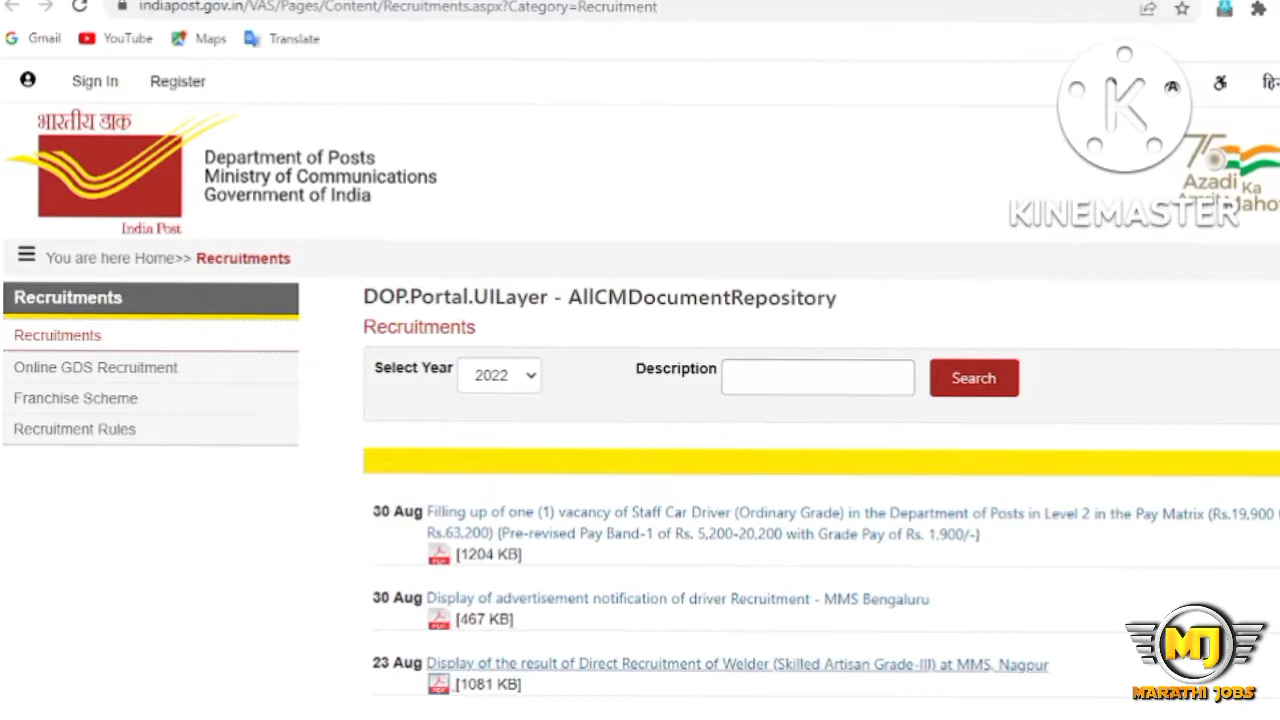 indiapost.gov.in/VAS/Pages/Content/Recruitments.aspx?Category=Recruitment
Gmail YouTube Maps Translate
Sign In Register
भारतीय डाक
India Post
Department of Posts
Ministry of Communications
Government of India
K
KINEMASTER
75
Azadi Ka
You are here Home>> Recruitments
Recruitments
Recruitments
Online GDS Recruitment
Franchise Scheme
Recruitment Rules
DOP.Portal.UILayer - AllCMDocumentRepository
Recruitments
Select Year 2022 Description Search
30 Aug Filling up of one (1) vacancy of Staff Car Driver (Ordinary Grade) in the Department of Posts in Level 2 in the Pay Matrix (Rs.19,900
Rs.63,200) (Pre-revised Pay Band-1 of Rs. 5,200-20,200 with Grade Pay of Rs. 1,900/-)
[1204 KB]
30 Aug Display of advertisement notification of driver Recruitment - MMS Bengaluru
[467 KB]
23 Aug Display of the result of Direct Recruitment of Welder (Skilled Artisan Grade-III) at MMS, Nagpur
[1081 KB]
MJ
MARATHI JOBS